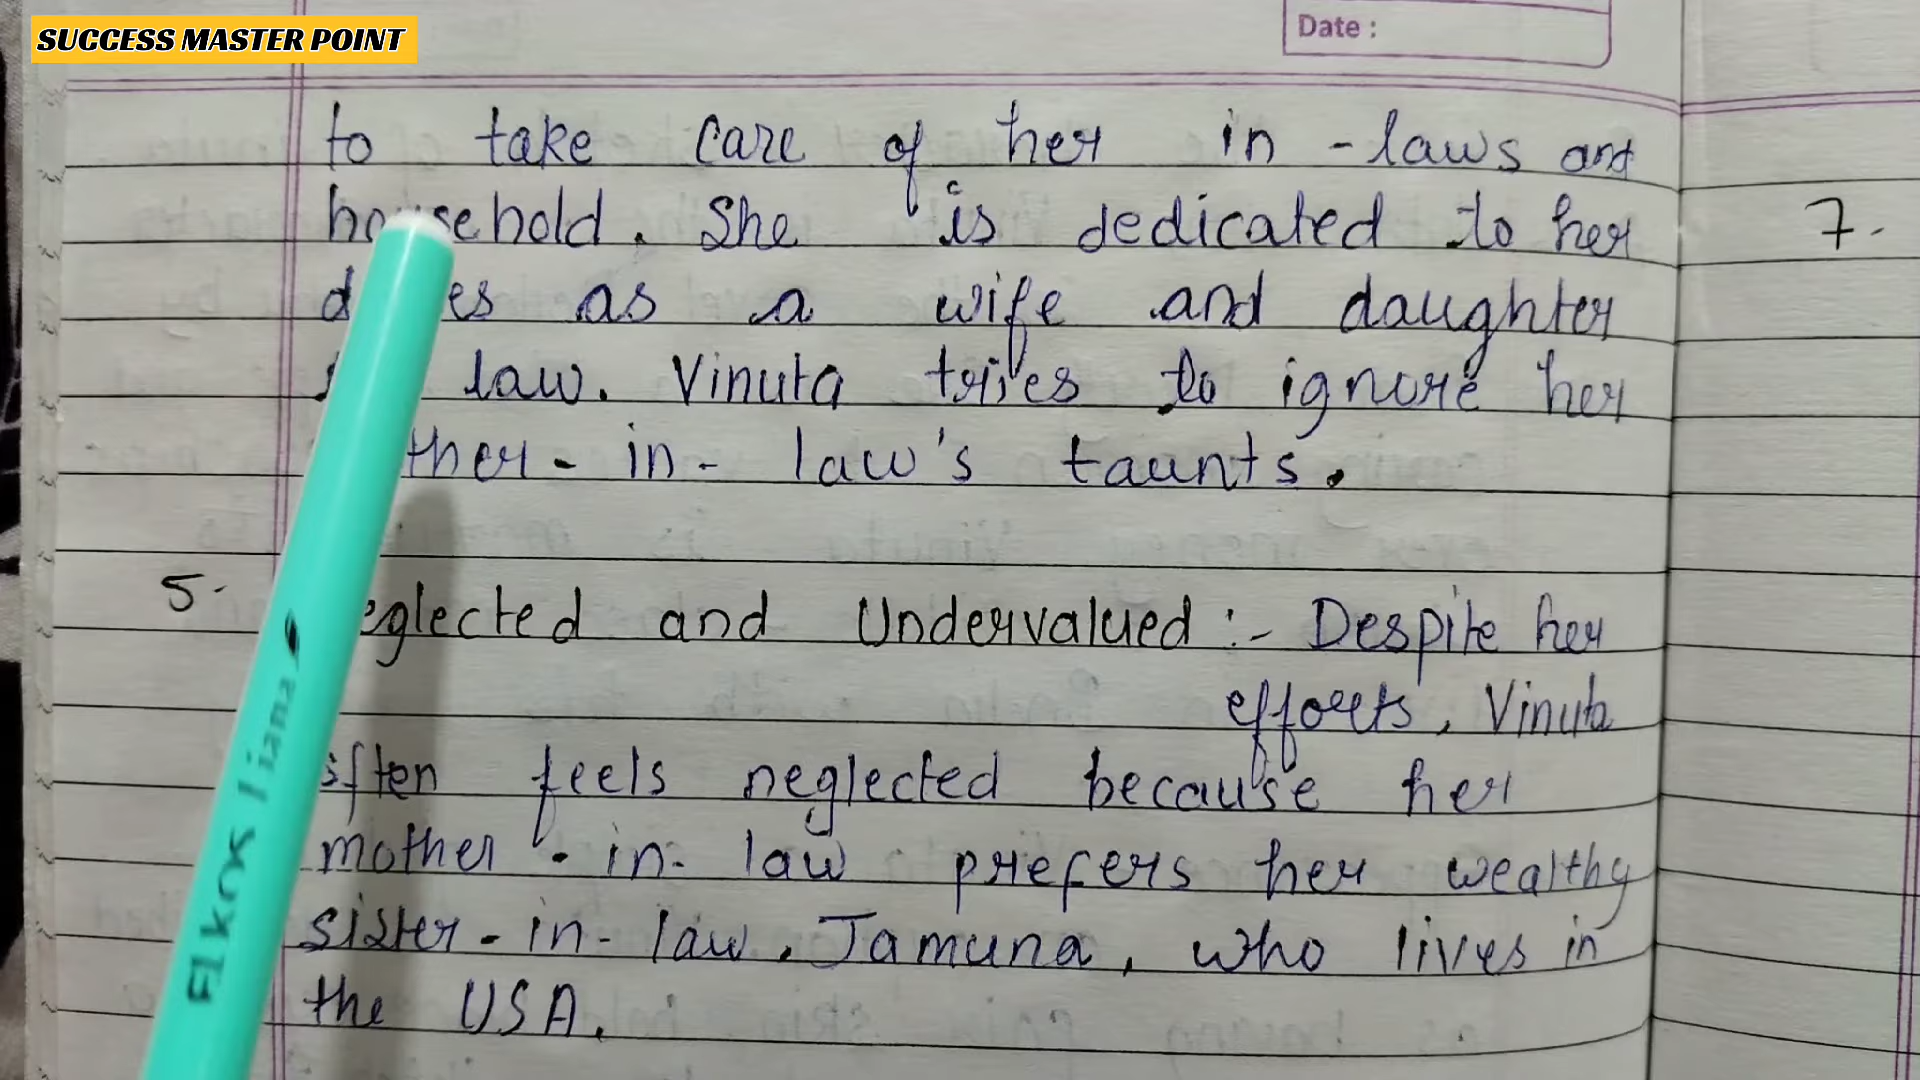 SUCCESS MASTER POINT
Date :
to take care of her in - laws and
household. She is dedicated to her
as a wife and daughter
law. Vinuta tries to ignore her
in - law's taunts.
5. and Undervalued :- Despite her
efforts, Vinuta
often feels neglected because her
mother - in - law prefers her wealthy
sister - in - law, Jamuna, who lives in
the USA.
7.